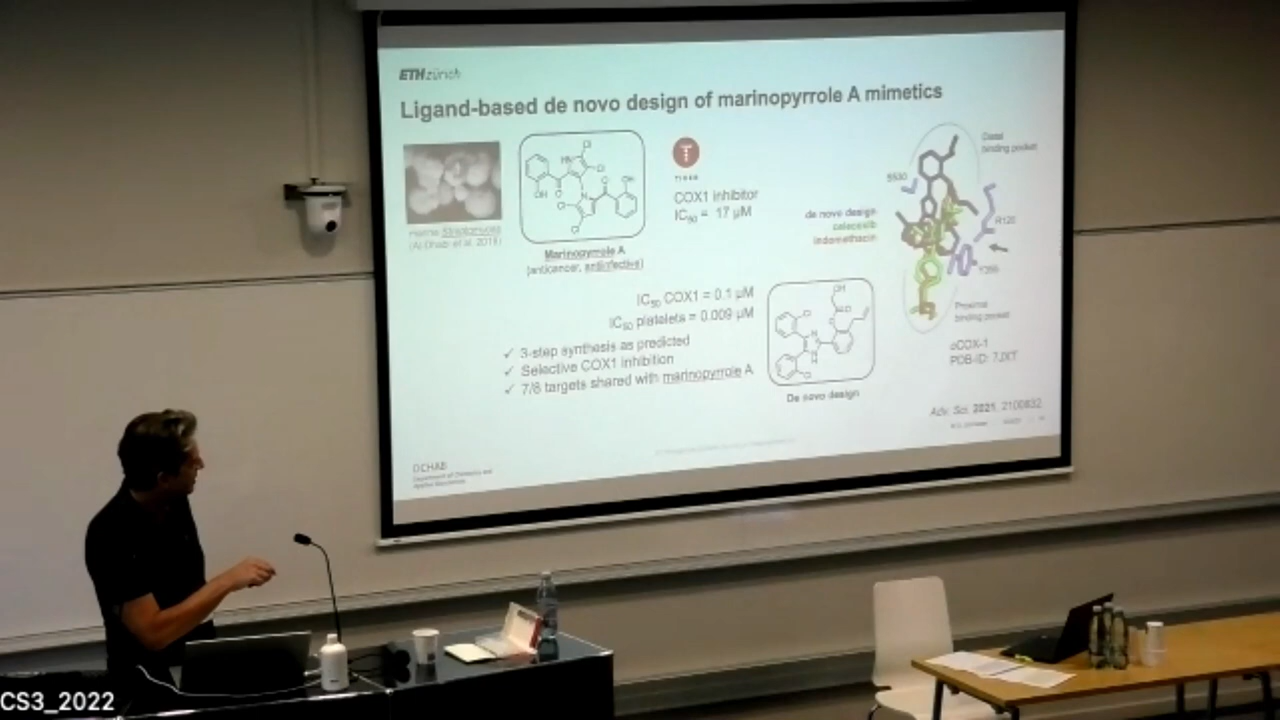 ETH zürich
Ligand-based de novo design of marinopyrrole A mimetics
marine Streptomyces
(Al-Dhabi et al. 2019)
Marinopyrrole A
(anticancer, antiinfective)
COX1 inhibitor
IC50 = 17 µM
IC50 COX1 = 0.1 µM
IC50 platelets = 0.009 µM
✓ 3-step synthesis as predicted
✓ Selective COX1 inhibition
✓ 7/8 targets shared with marinopyrrole A
De novo design
de novo design
celecoxib
indomethacin
Distal
binding pocket
S530
R120
Y355
Proximal
binding pocket
oCOX-1
PDB-ID: 7JXT
Adv. Sci. 2021, 2100832
DCHAB
Department of Chemistry and
Applied Biosciences
CS3_2022